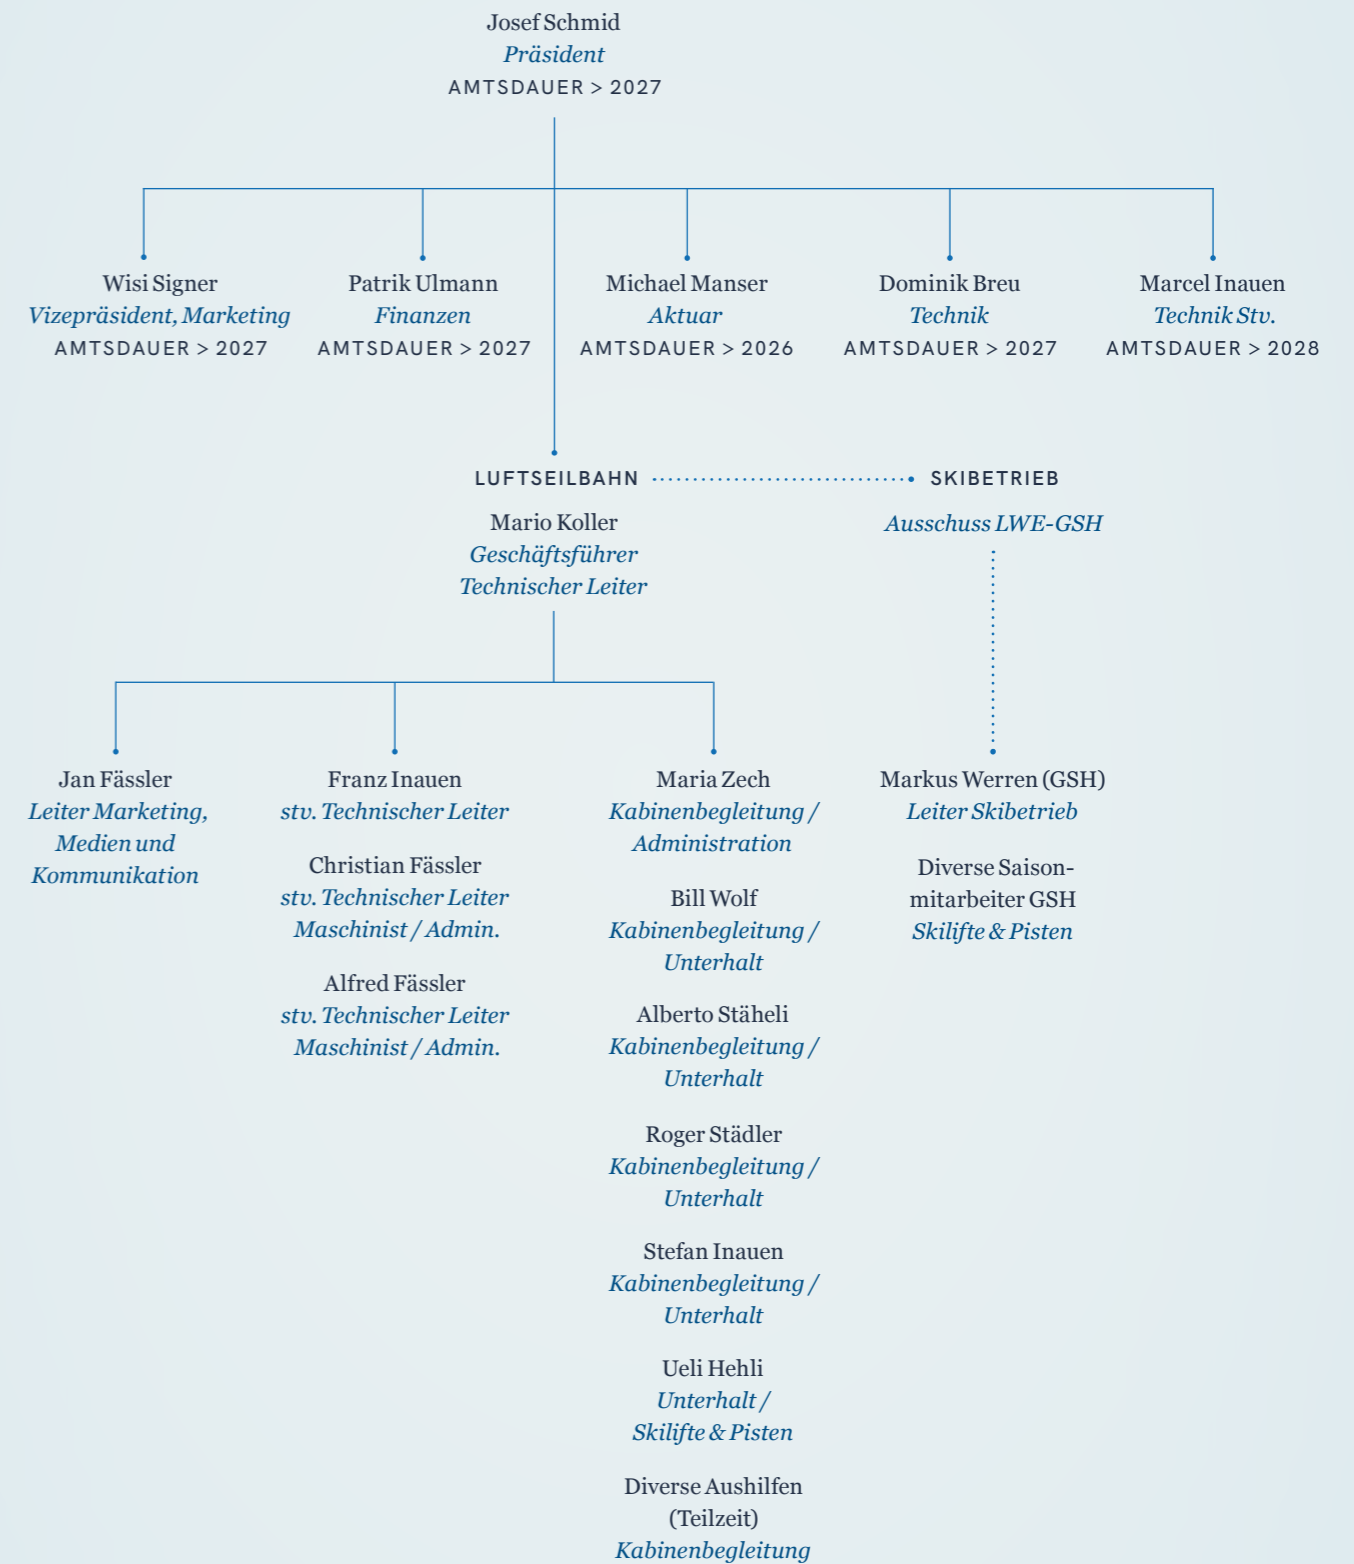 Josef Schmid
Präsident
AMTSDAUER > 2027
Wisi Signer
Vizepräsident, Marketing
AMTSDAUER > 2027
Patrik Ulmann
Finanzen
AMTSDAUER > 2027
Michael Manser
Aktuar
AMTSDAUER > 2026
Dominik Breu
Technik
AMTSDAUER > 2027
Marcel Inauen
Technik Stv.
AMTSDAUER > 2028
LUFTSEILBAHN
Mario Koller
Geschäftsführer
Technischer Leiter
SKIBETRIEB
Ausschuss LWE-GSH
Jan Fässler
Leiter Marketing,
Medien und
Kommunikation
Franz Inauen
stv. Technischer Leiter
Christian Fässler
stv. Technischer Leiter
Maschinist / Admin.
Alfred Fässler
stv. Technischer Leiter
Maschinist / Admin.
Maria Zech
Kabinenbegleitung /
Administration
Bill Wolf
Kabinenbegleitung /
Unterhalt
Alberto Stäheli
Kabinenbegleitung /
Unterhalt
Roger Städler
Kabinenbegleitung /
Unterhalt
Stefan Inauen
Kabinenbegleitung /
Unterhalt
Ueli Hehli
Unterhalt /
Skilifte & Pisten
Diverse Aushilfen
(Teilzeit)
Kabinenbegleitung
Markus Werren (GSH)
Leiter Skibetrieb
Diverse Saison-
mitarbeiter GSH
Skilifte & Pisten